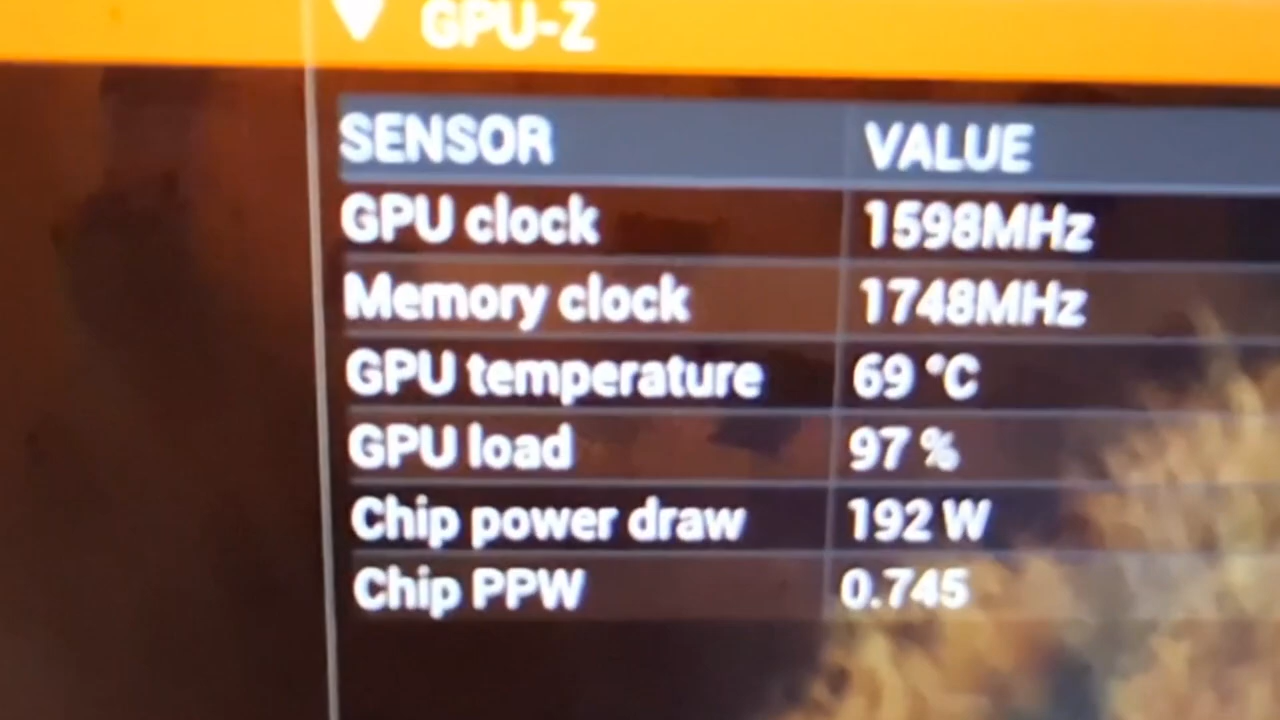 GPU-Z
SENSOR VALUE
GPU clock 1598MHz
Memory clock 1748MHz
GPU temperature 69 °C
GPU load 97 %
Chip power draw 192 W
Chip PPW 0.745